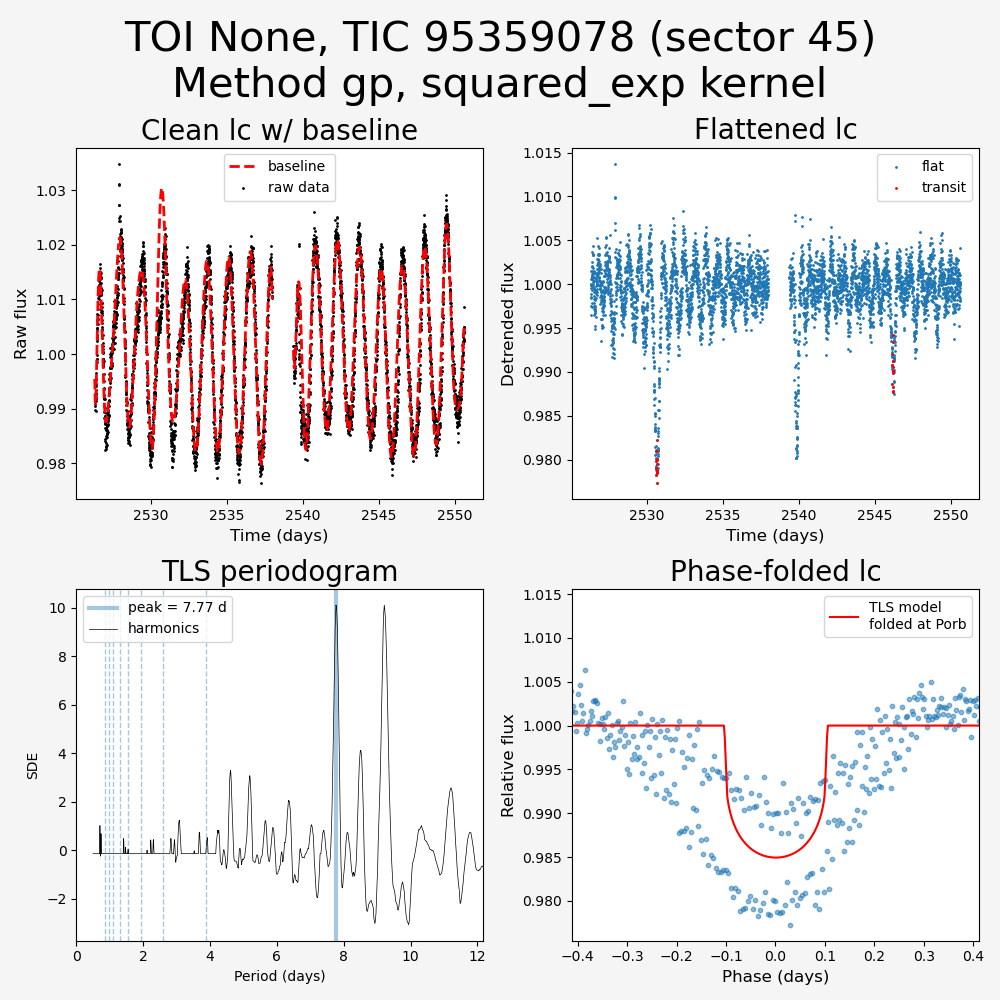 TOI None, TIC 95359078 (sector 45)
Method gp, squared_exp kernel
Clean lc w/ baseline
baseline
raw data
1.03
1.02
1.01
1.00
0.99
0.98
Raw flux
2530
2535
2540
2545
2550
Time (days)
Flattened lc
flat
transit
1.015
1.010
1.005
1.000
0.995
0.990
0.985
0.980
Detrended flux
2530
2535
2540
2545
2550
Time (days)
TLS periodogram
peak = 7.77 d
harmonics
10
8
6
4
2
0
−2
SDE
0
2
4
6
8
10
12
Period (days)
Phase-folded lc
TLS model
folded at Porb
1.015
1.010
1.005
1.000
0.995
0.990
0.985
0.980
Relative flux
−0.4
−0.3
−0.2
−0.1
0.0
0.1
0.2
0.3
0.4
Phase (days)